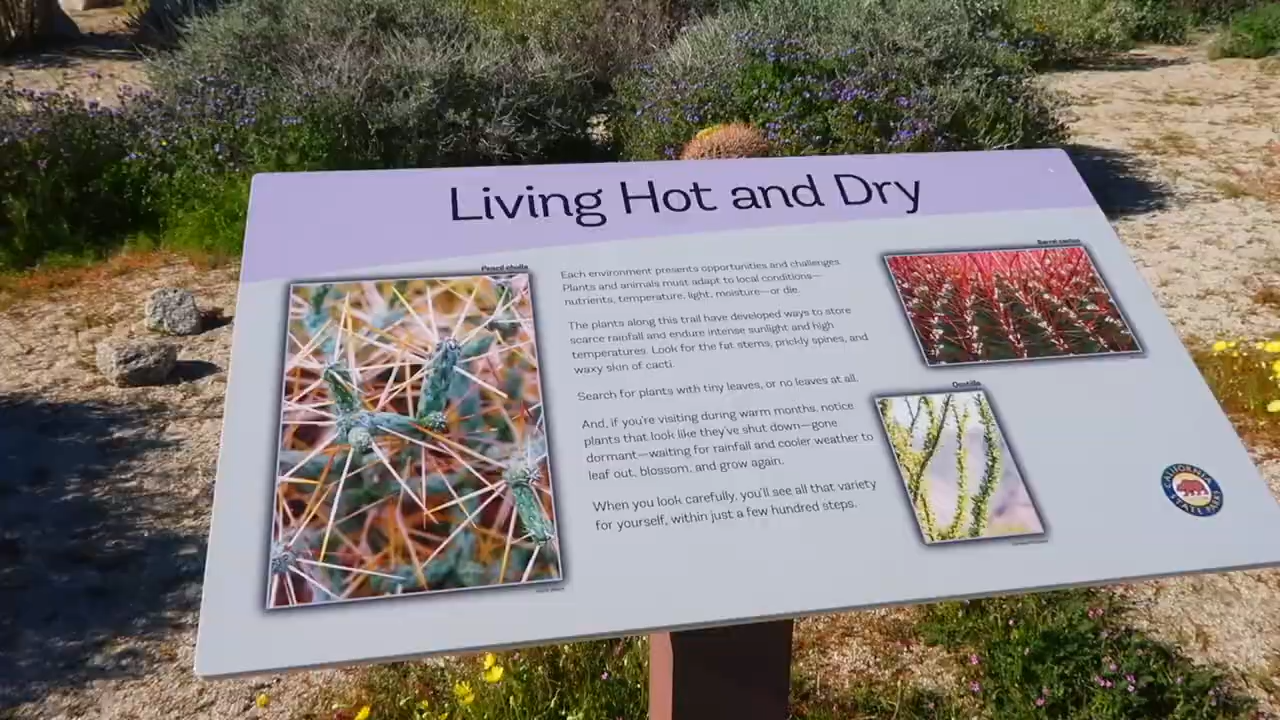 Living Hot and Dry
Pencil cholla
Each environment presents opportunities and challenges.
Plants and animals must adapt to local conditions—
nutrients, temperature, light, moisture—or die.
The plants along this trail have developed ways to store
scarce rainfall and endure intense sunlight and high
temperatures. Look for the fat stems, prickly spines, and
waxy skin of cacti.
Search for plants with tiny leaves, or no leaves at all.
And, if you're visiting during warm months, notice
plants that look like they've shut down—gone
dormant—waiting for rainfall and cooler weather to
leaf out, blossom, and grow again.
When you look carefully, you'll see all that variety
for yourself, within just a few hundred steps.
Barrel cactus
Ocotillo
CALIFORNIA
STATE PARKS